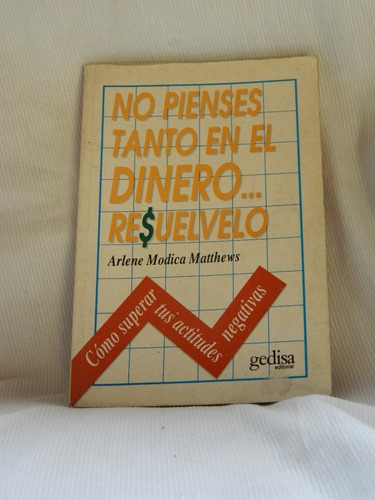 NO PIENSES
TANTO EN EL
DINERO...
RE$UELVELO
Arlene Modica Matthews
Cómo superar
tus actitudes
negativas
gedisa
editorial